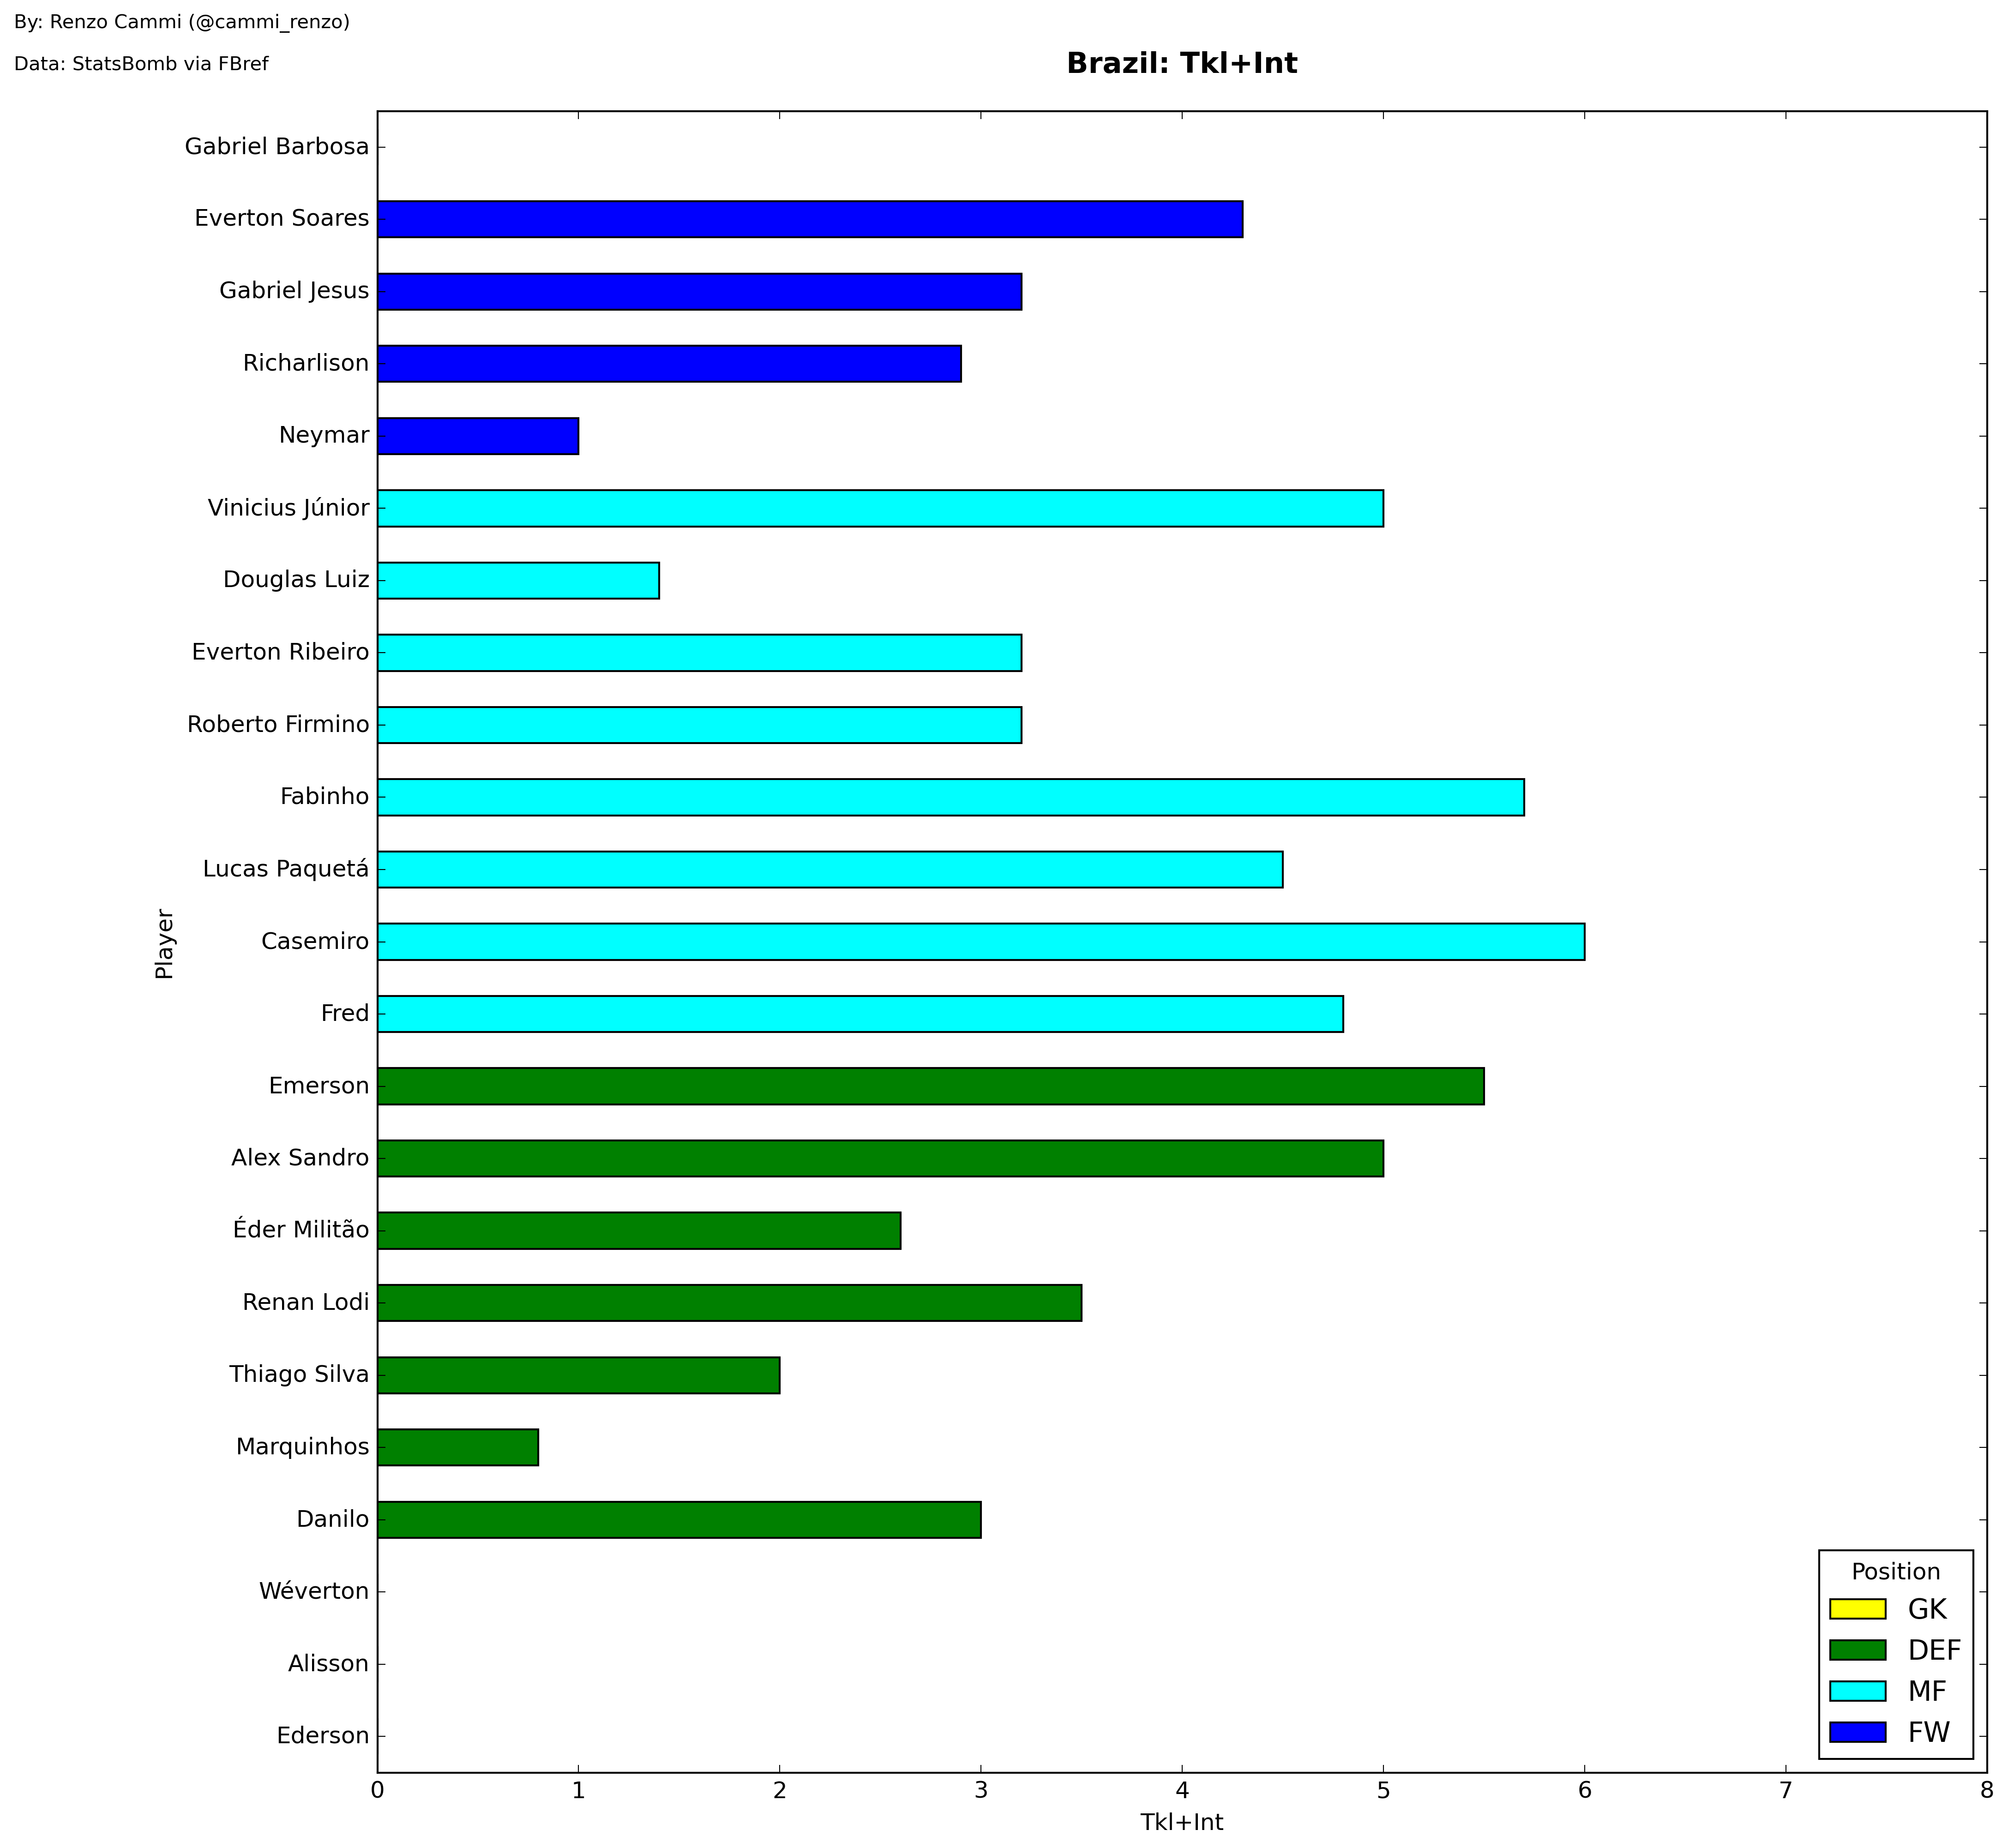 By: Renzo Cammi (@cammi_renzo)
Data: StatsBomb via FBref
Brazil: Tkl+Int
Gabriel Barbosa
Everton Soares
Gabriel Jesus
Richarlison
Neymar
Vinicius Júnior
Douglas Luiz
Everton Ribeiro
Roberto Firmino
Fabinho
Lucas Paquetá
Casemiro
Fred
Emerson
Alex Sandro
Éder Militão
Renan Lodi
Thiago Silva
Marquinhos
Danilo
Wéverton
Alisson
Ederson
Player
0 1 2 3 4 5 6 7 8
Tkl+Int
Position
GK
DEF
MF
FW